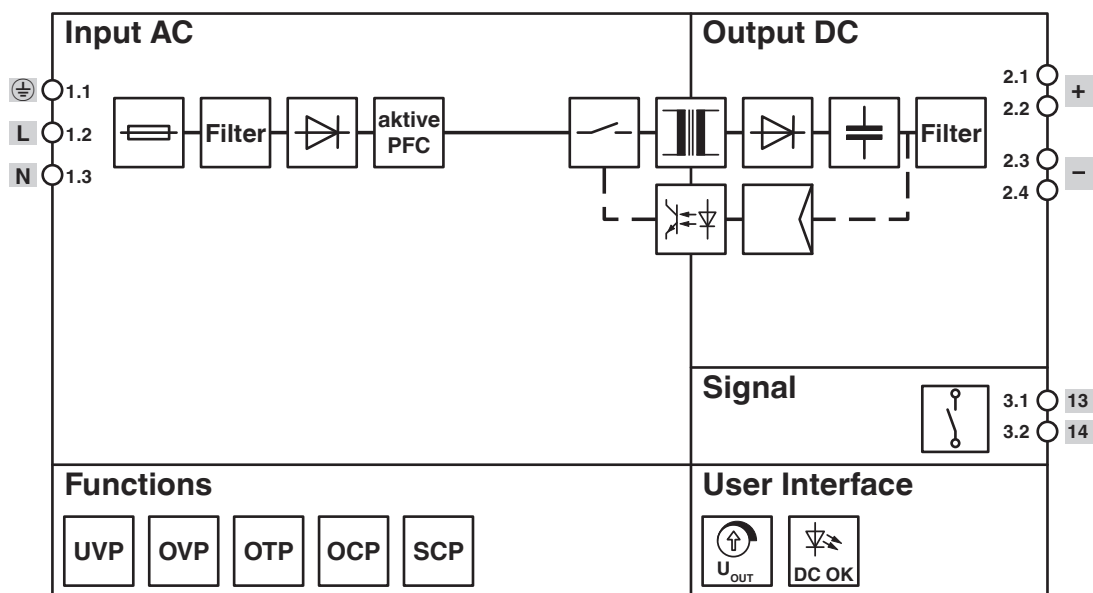 Input AC
Output DC
1.1
L 1.2
N 1.3
Filter
aktive
PFC
Filter
2.1
2.2
+
2.3
2.4
−
Signal
3.1 13
3.2 14
Functions
UVP OVP OTP OCP SCP
User Interface
UOUT
DC OK